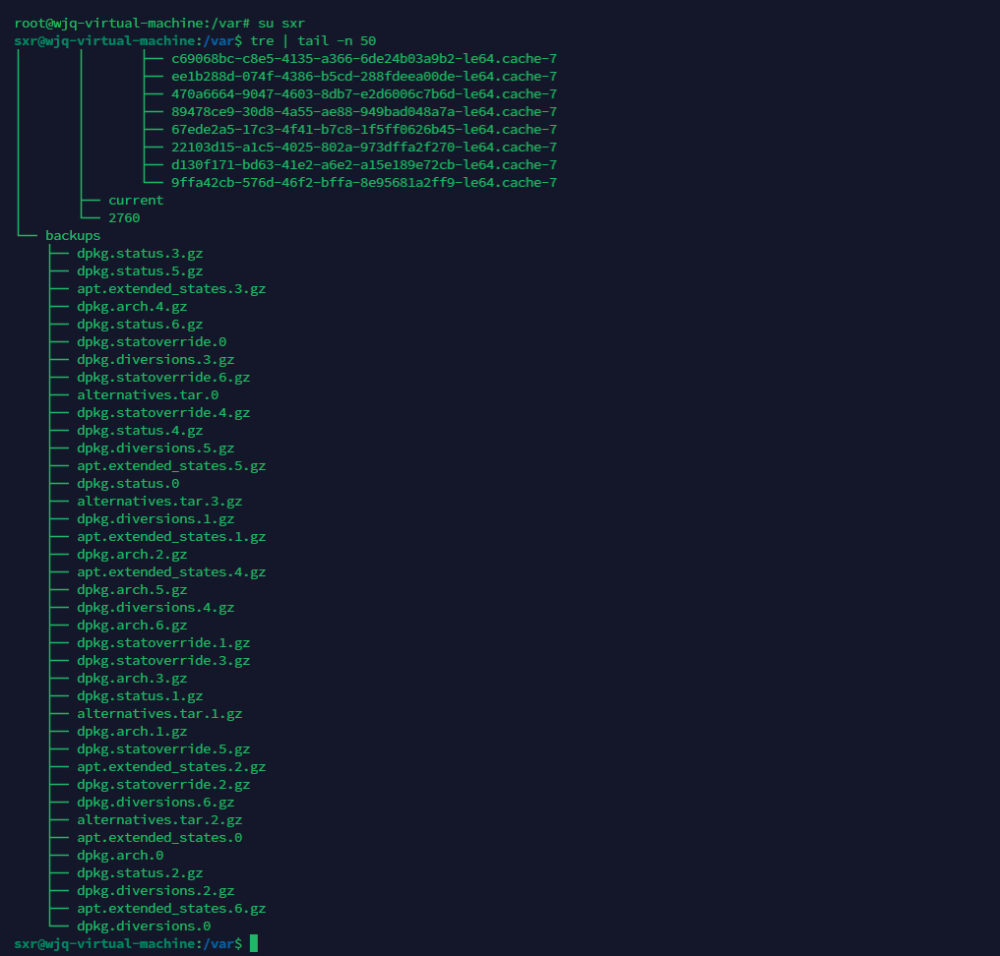 root@wjq-virtual-machine:/var# su sxr
sxr@wjq-virtual-machine:/var$ tre | tail -n 50
│       │       ├── c69068bc-c8e5-4135-a366-6de24b03a9b2-le64.cache-7
│       │       ├── ee1b288d-074f-4386-b5cd-288fdeea00de-le64.cache-7
│       │       ├── 470a6664-9047-4603-8db7-e2d6006c7b6d-le64.cache-7
│       │       ├── 89478ce9-30d8-4a55-ae88-949bad048a7a-le64.cache-7
│       │       ├── 67ede2a5-17c3-4f41-b7c8-1f5ff0626b45-le64.cache-7
│       │       ├── 22103d15-a1c5-4025-802a-973dffa2f270-le64.cache-7
│       │       ├── d130f171-bd63-41e2-a6e2-a15e189e72cb-le64.cache-7
│       │       └── 9ffa42cb-576d-46f2-bffa-8e95681a2ff9-le64.cache-7
│       ├── current
│       └── 2760
└── backups
    ├── dpkg.status.3.gz
    ├── dpkg.status.5.gz
    ├── apt.extended_states.3.gz
    ├── dpkg.arch.4.gz
    ├── dpkg.status.6.gz
    ├── dpkg.statoverride.0
    ├── dpkg.diversions.3.gz
    ├── dpkg.statoverride.6.gz
    ├── alternatives.tar.0
    ├── dpkg.statoverride.4.gz
    ├── dpkg.status.4.gz
    ├── dpkg.diversions.5.gz
    ├── apt.extended_states.5.gz
    ├── dpkg.status.0
    ├── alternatives.tar.3.gz
    ├── dpkg.diversions.1.gz
    ├── apt.extended_states.1.gz
    ├── dpkg.arch.2.gz
    ├── apt.extended_states.4.gz
    ├── dpkg.arch.5.gz
    ├── dpkg.diversions.4.gz
    ├── dpkg.arch.6.gz
    ├── dpkg.statoverride.1.gz
    ├── dpkg.statoverride.3.gz
    ├── dpkg.arch.3.gz
    ├── dpkg.status.1.gz
    ├── alternatives.tar.1.gz
    ├── dpkg.arch.1.gz
    ├── dpkg.statoverride.5.gz
    ├── apt.extended_states.2.gz
    ├── dpkg.statoverride.2.gz
    ├── dpkg.diversions.6.gz
    ├── alternatives.tar.2.gz
    ├── apt.extended_states.0
    ├── dpkg.arch.0
    ├── dpkg.status.2.gz
    ├── dpkg.diversions.2.gz
    ├── apt.extended_states.6.gz
    └── dpkg.diversions.0
sxr@wjq-virtual-machine:/var$